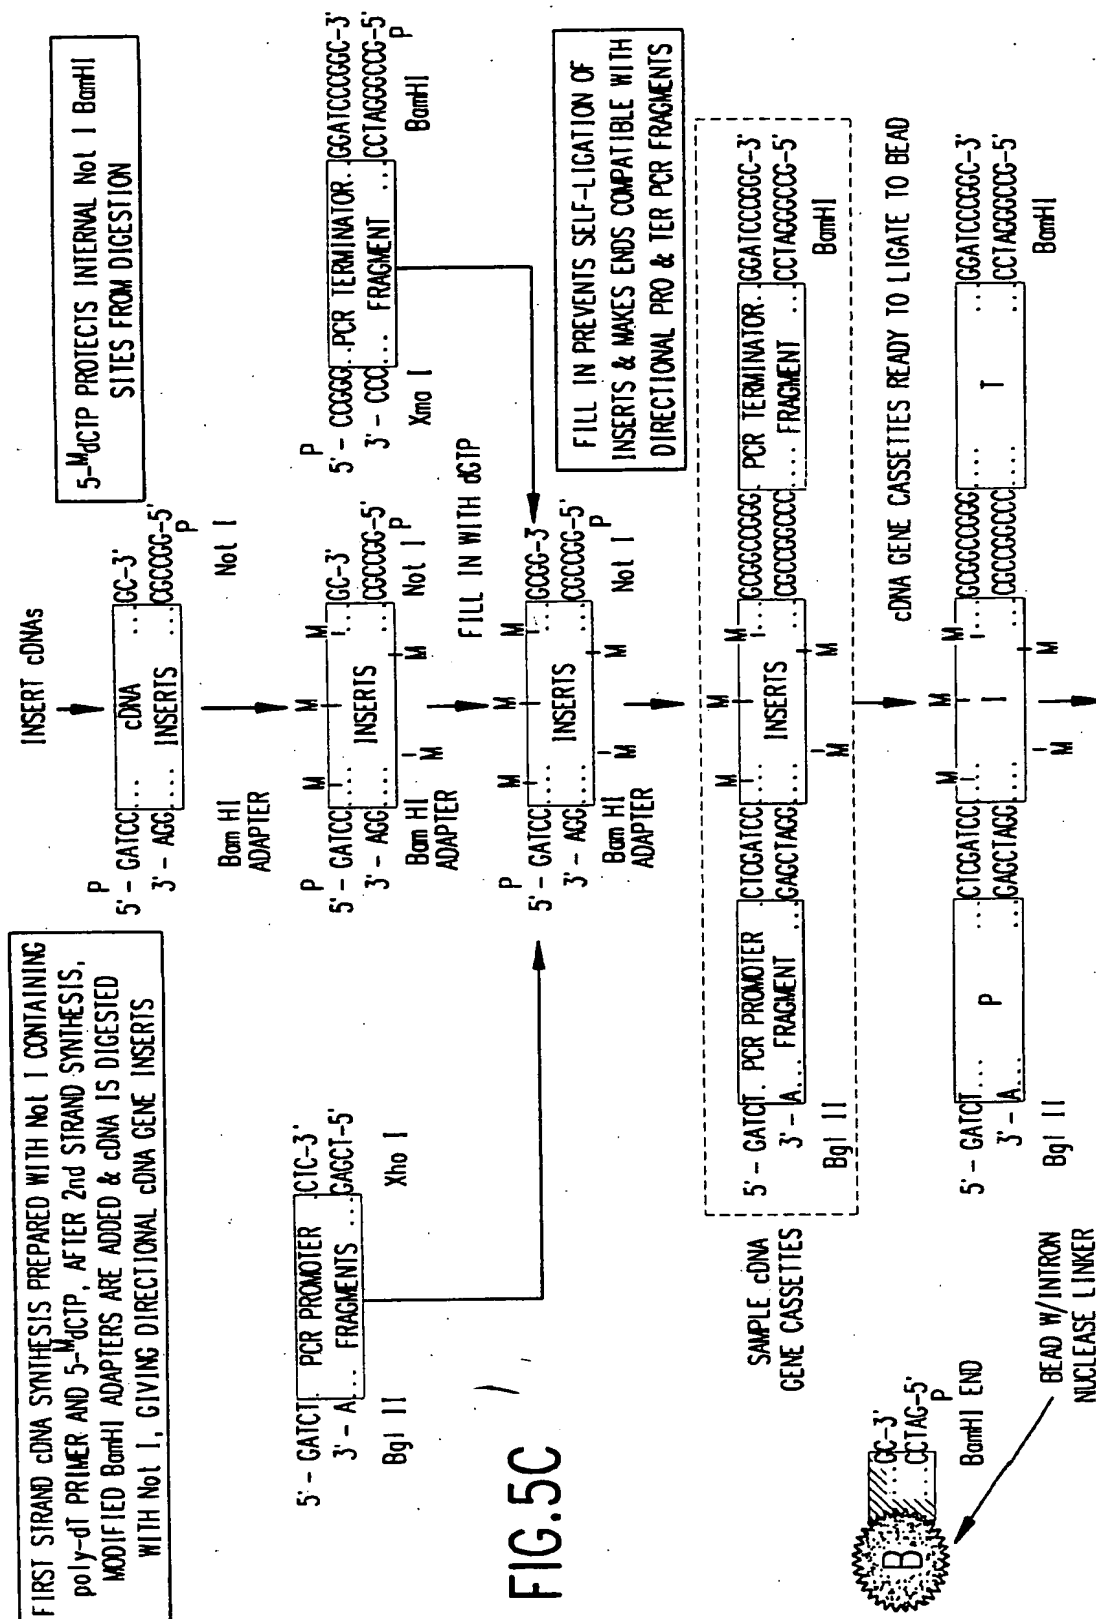 FIRST STRAND cDNA SYNTHESIS PREPARED WITH Not I CONTAINING
poly-dT PRIMER AND 5-MdCTP, AFTER 2nd STRAND SYNTHESIS,
MODIFIED BamHI ADAPTERS ARE ADDED & cDNA IS DIGESTED
WITH Not I, GIVING DIRECTIONAL cDNA GENE INSERTS
INSERT cDNAs
5-MdCTP PROTECTS INTERNAL Not I BamHI
SITES FROM DIGESTION
P
5' - GATCC ... cDNA ... GC-3'
3' - AGG .... INSERTS ... CGCCGG-5'
P
Bam HI
ADAPTER
Not I
5' - GATCT. PCR PROMOTER . CTC-3'
3' - A... FRAGMENTS ... GAGCT-5'
Bgl II
Xho I
M M M
P
5' - GATCC ... ... GC-3'
INSERTS
3' - AGG .... ... CGCCGG-5'
P
M M
Bam HI
ADAPTER
Not I
P
5' - CCGGG.. PCR TERMINATOR.. GGATCCCGGC-3'
3' - CCC.... FRAGMENT ... CCTAGGGCCG-5'
P
Xma I
BamHI
FILL IN WITH dGTP
M M M
P
5' - GATCC ... ... GCGG-3'
INSERTS
3' - AGG .... ... CGCCGG-5'
P
M M
Bam HI
ADAPTER
Not I
FILL IN PREVENTS SELF-LIGATION OF
INSERTS & MAKES ENDS COMPATIBLE WITH
DIRECTIONAL PRO & TER PCR FRAGMENTS
FIG.5C
SAMPLE cDNA
GENE CASSETTES
M M M
5' - GATCT. PCR PROMOTER . CTCGATCC ... ... GCGGCCGGG . PCR TERMINATOR.. GGATCCCGGC-3'
INSERTS
3' - A... FRAGMENT ... GAGCTAGG .... ... CGCCGGCCC .... FRAGMENT ... CCTAGGGCCG-5'
M M
Bgl II
BamHI
cDNA GENE CASSETTES READY TO LIGATE TO BEAD
M M M
5' - GATCT... P ... CTCGATCC ... I ... GCGGCCGGG .... T ... GGATCCCGGC-3'
3' - A... ... GAGCTAGG .... ... CGCCGGCCC .... ... CCTAGGGCCG-5'
M M
Bgl II
BamHI
B
GC-3'
CCTAG-5'
P
BamHI END
BEAD W/INTRON
NUCLEASE LINKER